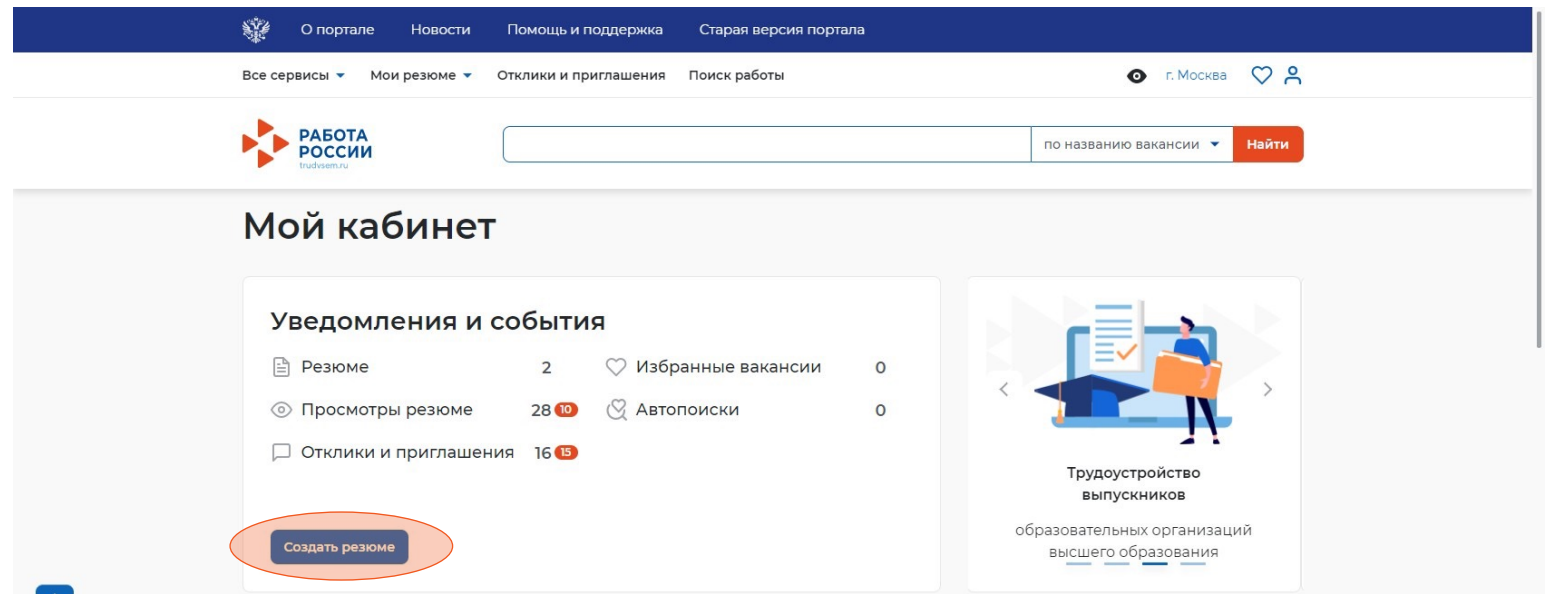 О портале Новости Помощь и поддержка Старая версия портала
Все сервисы Мои резюме Отклики и приглашения Поиск работы г. Москва
РАБОТА
РОССИИ
trudvsem.ru
по названию вакансии Найти
Мой кабинет
Уведомления и события
Резюме 2 Избранные вакансии 0
Просмотры резюме 28 10 Автопоиски 0
Отклики и приглашения 16 15
Создать резюме
Трудоустройство
выпускников
образовательных организаций
высшего образования